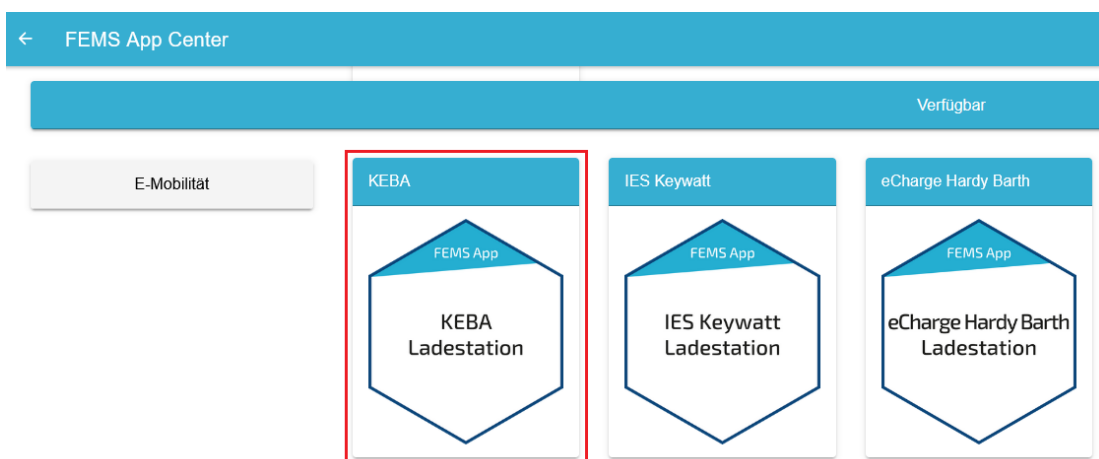 FEMS App Center
Verfügbar
E-Mobilität
KEBA
FEMS App
KEBA
Ladestation
IES Keywatt
FEMS App
IES Keywatt
Ladestation
eCharge Hardy Barth
FEMS App
eCharge Hardy Barth
Ladestation